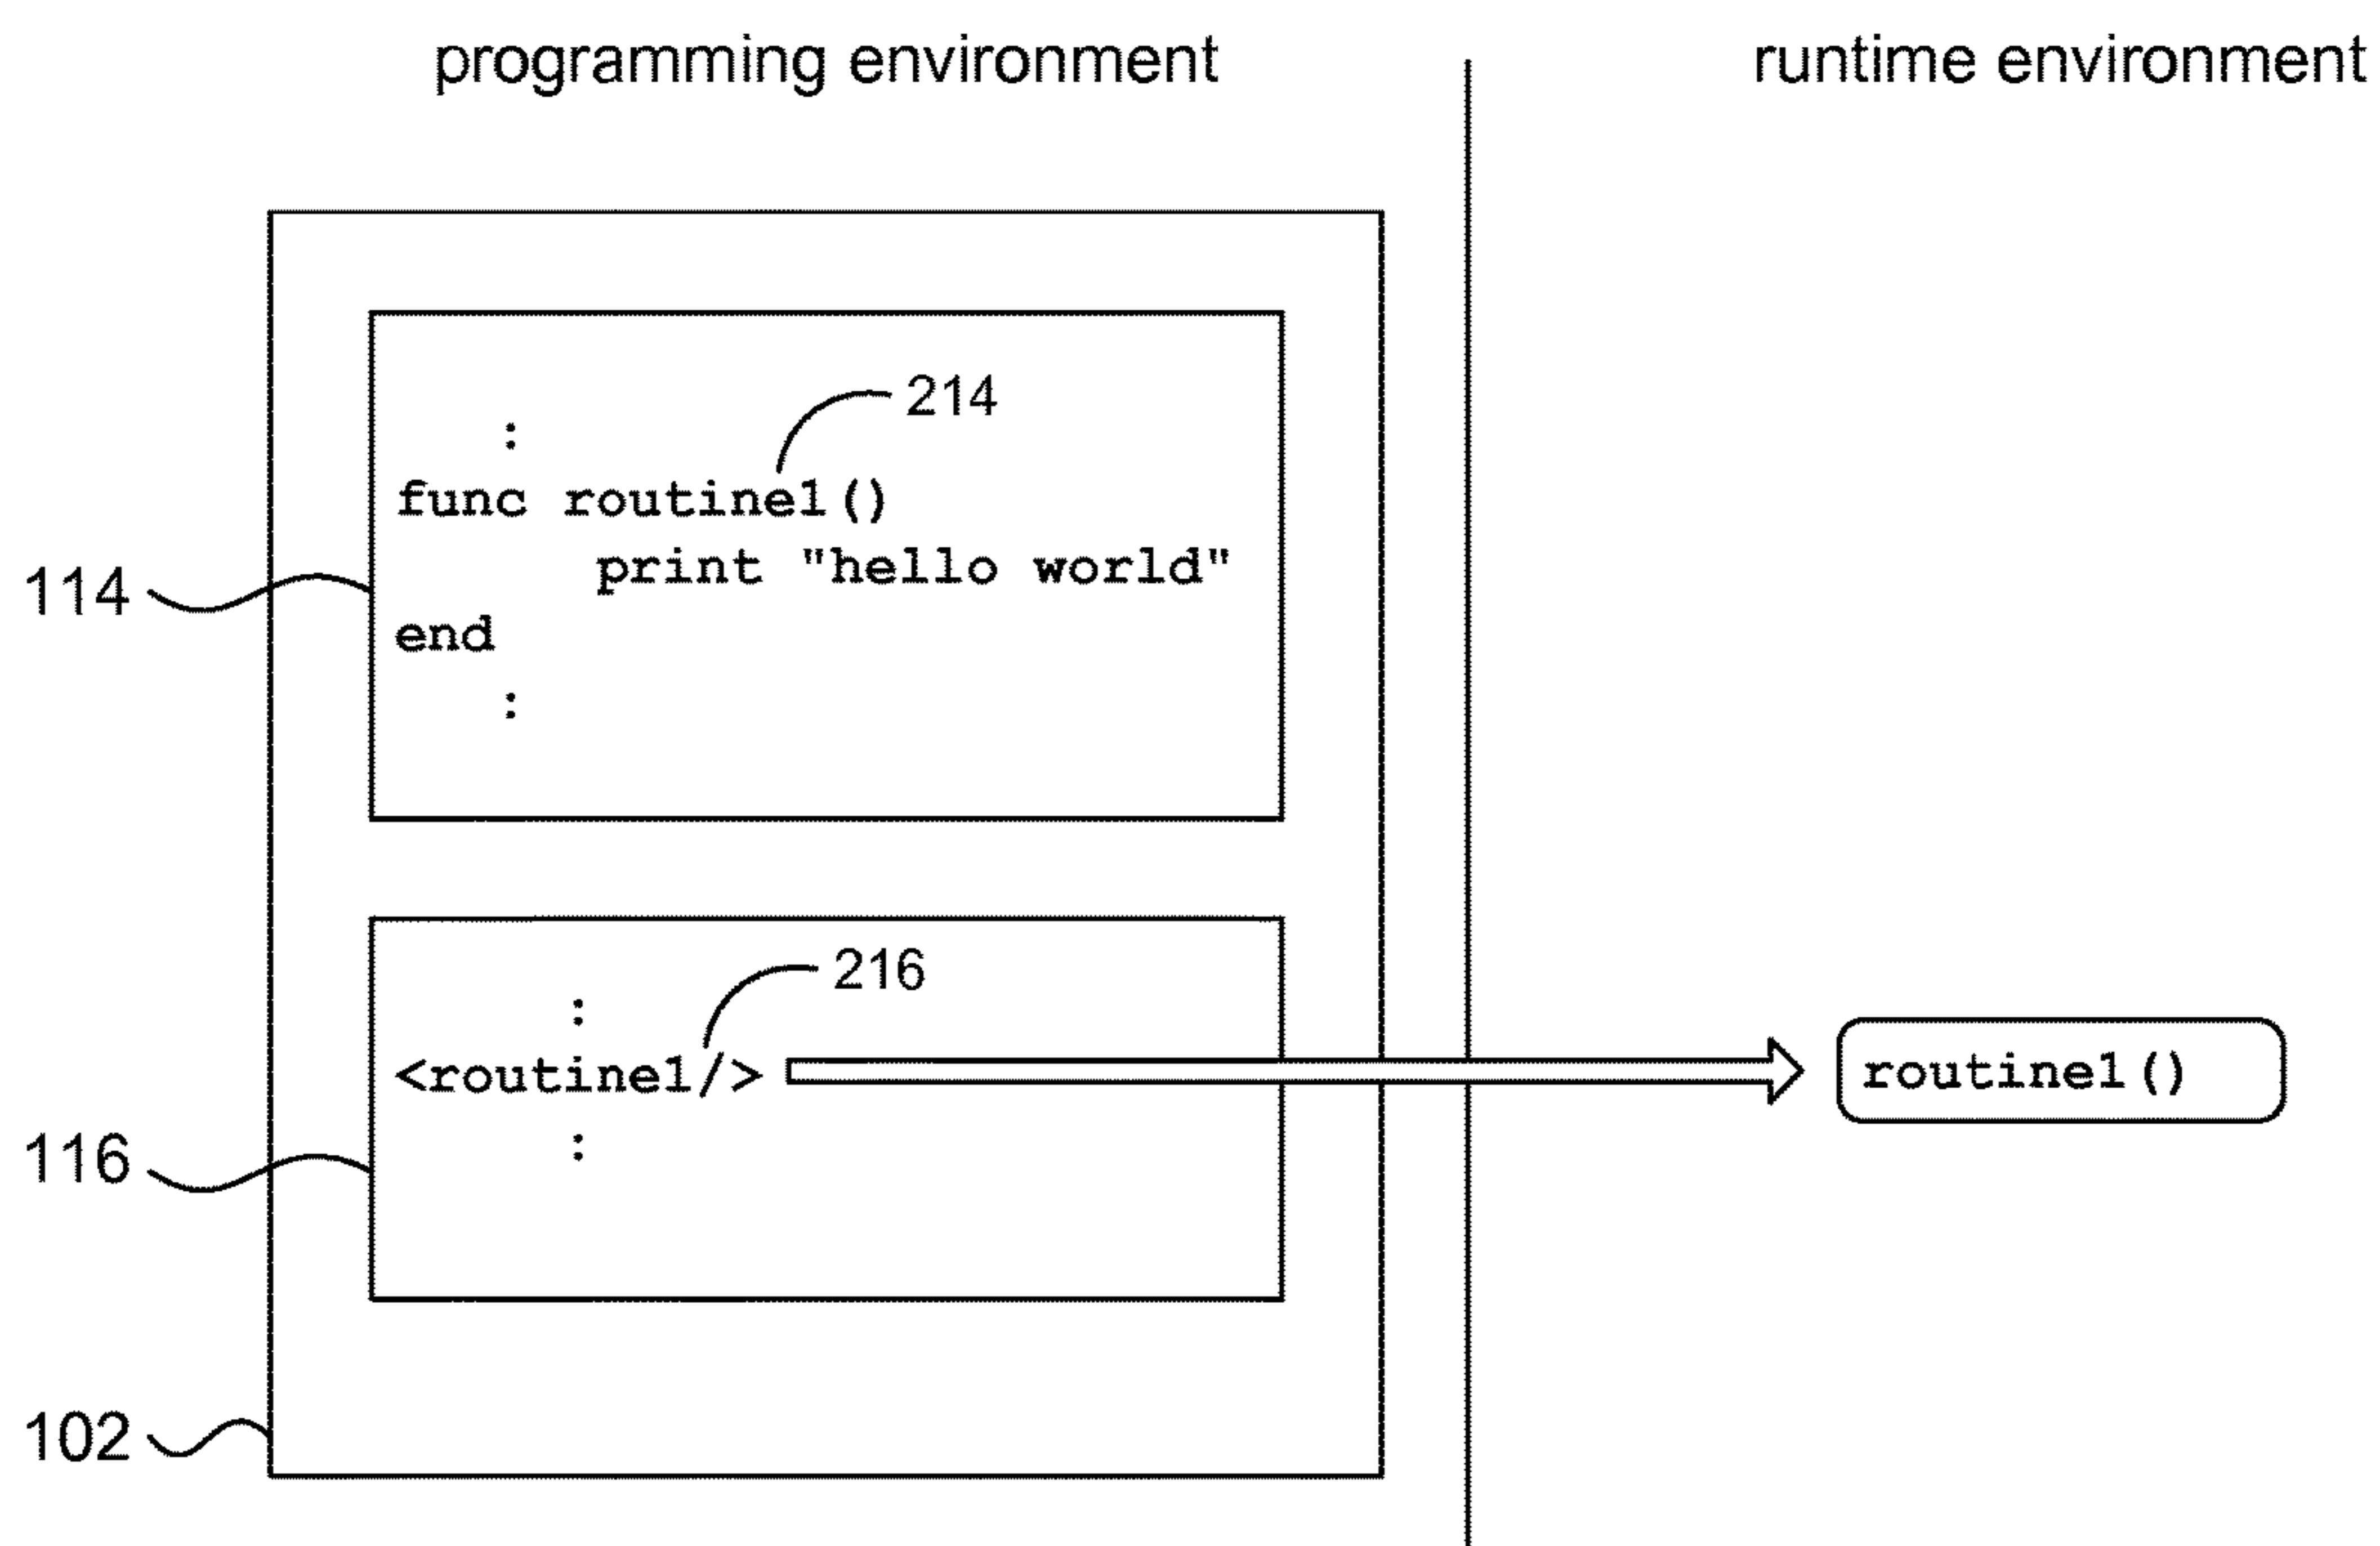 programming environment
runtime environment
214
:
func routine1()
print "hello world"
114
end
:
216
:
<routine1/>
routine1()
116
:
102